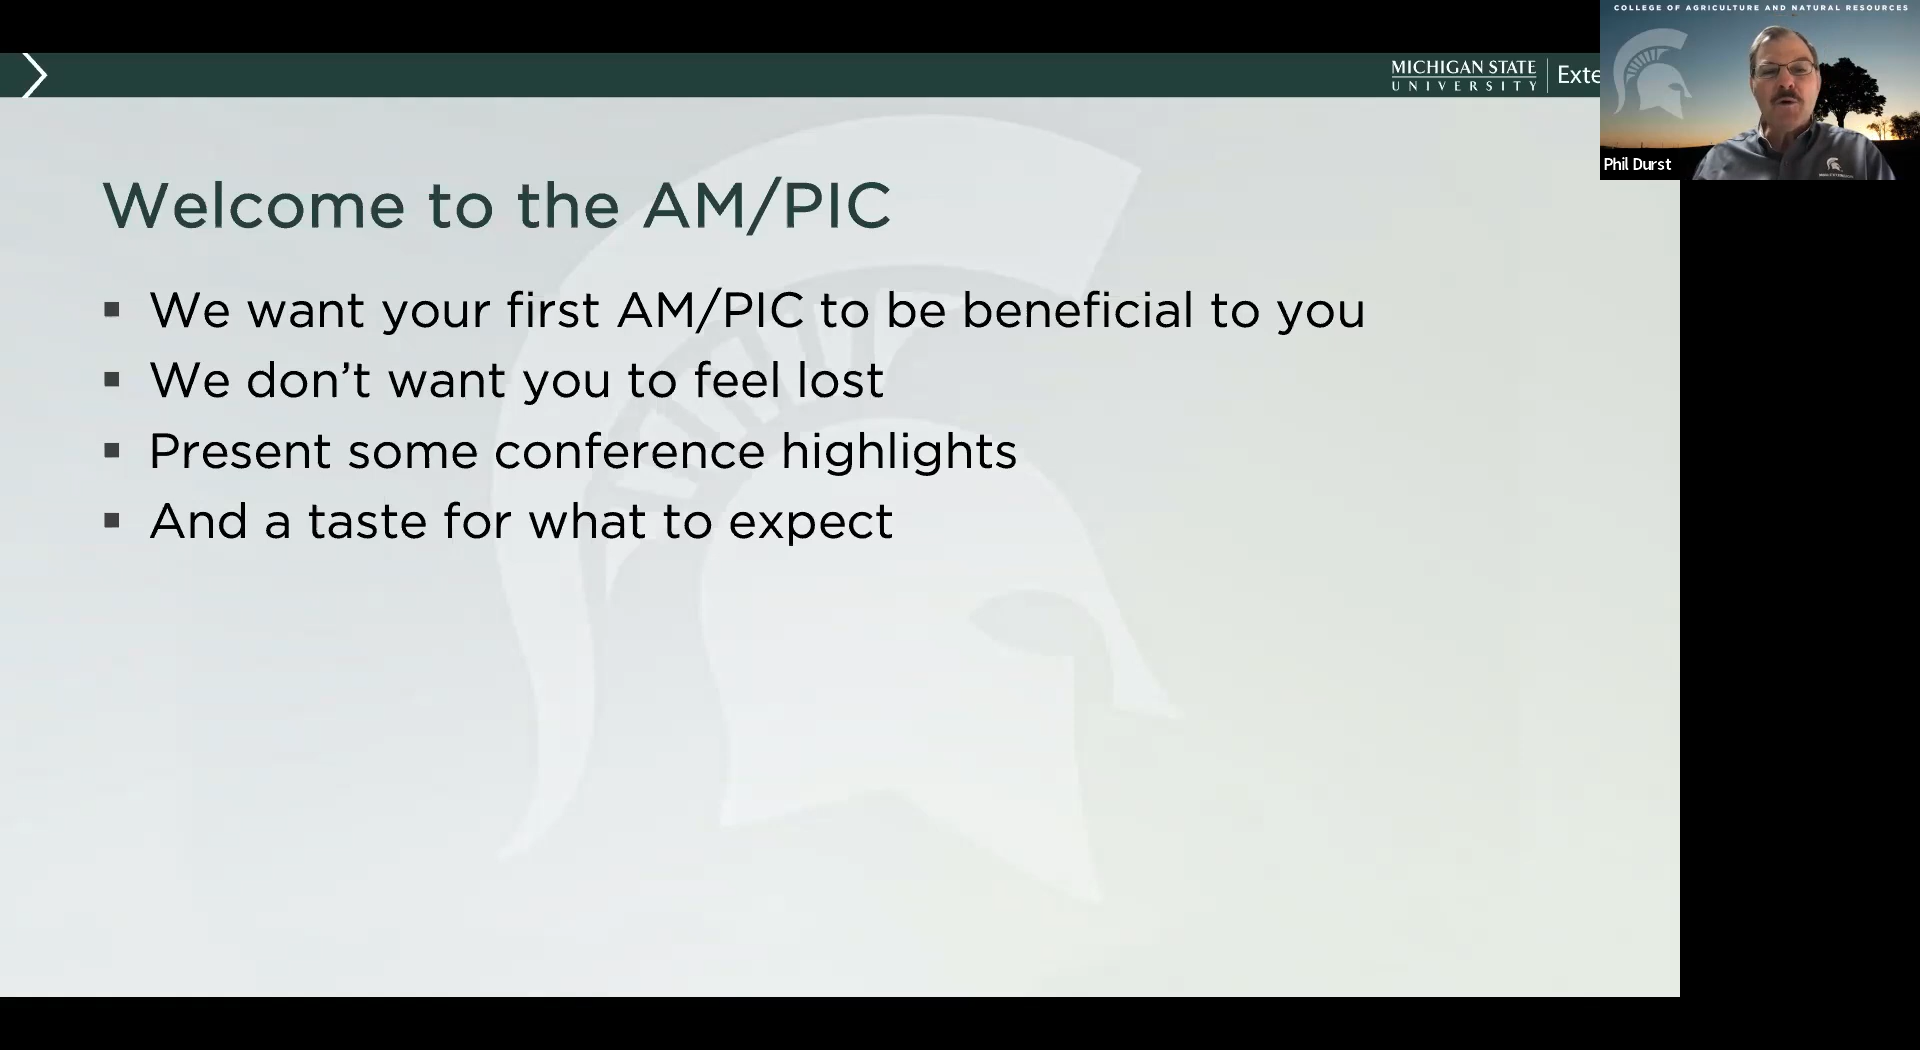 COLLEGE OF AGRICULTURE AND NATURAL RESOURCES
MICHIGAN STATE
UNIVERSITY
Exte
Phil Durst
Welcome to the AM/PIC
▪ We want your first AM/PIC to be beneficial to you
▪ We don’t want you to feel lost
▪ Present some conference highlights
▪ And a taste for what to expect